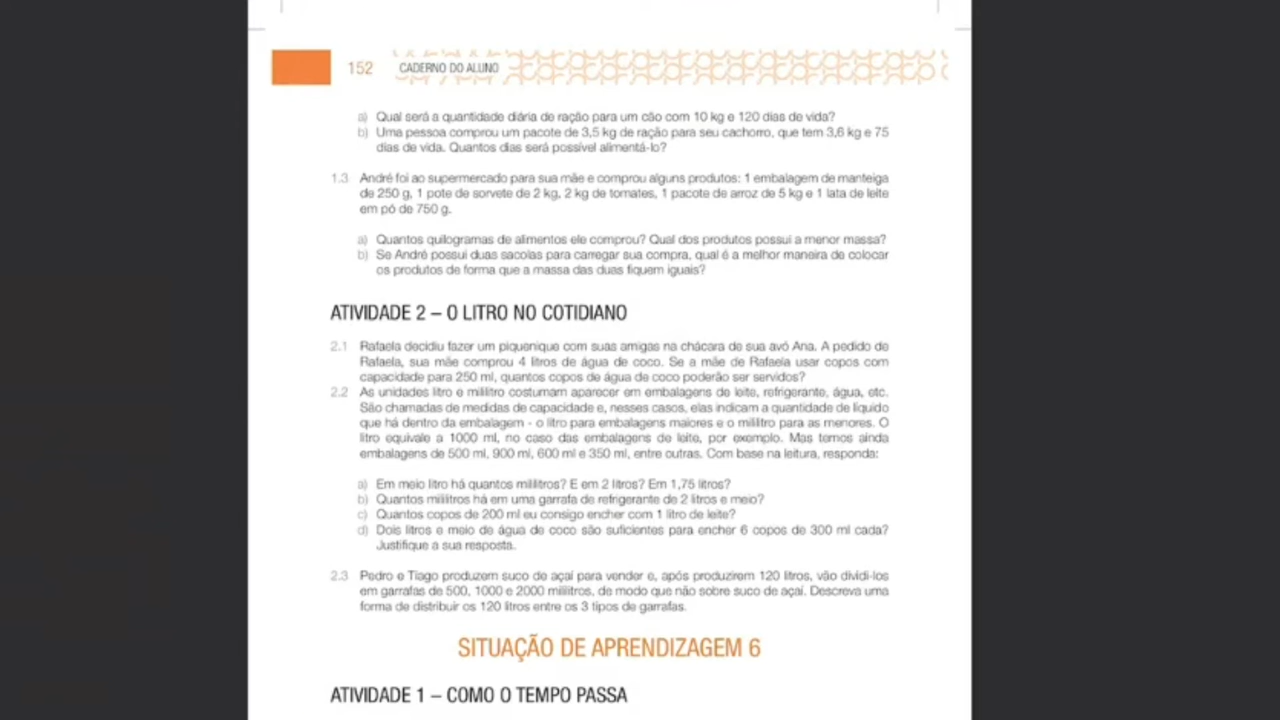 152 CADERNO DO ALUNO
a) Qual será a quantidade diária de ração para um cão com 10 kg e 120 dias de vida?
b) Uma pessoa comprou um pacote de 3,5 kg de ração para seu cachorro, que tem 3,6 kg e 75
dias de vida. Quantos dias será possível alimentá-lo?
1.3 André foi ao supermercado para sua mãe e comprou alguns produtos: 1 embalagem de manteiga
de 250 g, 1 pote de sorvete de 2 kg, 2 kg de tomates, 1 pacote de arroz de 5 kg e 1 lata de leite
em pó de 750 g.
a) Quantos quilogramas de alimentos ele comprou? Qual dos produtos possui a menor massa?
b) Se André possui duas sacolas para carregar sua compra, qual é a melhor maneira de colocar
os produtos de forma que a massa das duas fiquem iguais?
ATIVIDADE 2 – O LITRO NO COTIDIANO
2.1 Rafaela decidiu fazer um piquenique com suas amigas na chácara de sua avó Ana. A pedido de
Rafaela, sua mãe comprou 4 litros de água de coco. Se a mãe de Rafaela usar copos com
capacidade para 250 ml, quantos copos de água de coco poderão ser servidos?
2.2 As unidades litro e mililitro costumam aparecer em embalagens de leite, refrigerante, água, etc.
São chamadas de medidas de capacidade e, nesses casos, elas indicam a quantidade de líquido
que há dentro da embalagem - o litro para embalagens maiores e o mililitro para as menores. O
litro equivale a 1000 ml, no caso das embalagens de leite, por exemplo. Mas temos ainda
embalagens de 500 ml, 900 ml, 600 ml e 350 ml, entre outras. Com base na leitura, responda:
a) Em meio litro há quantos mililitros? E em 2 litros? Em 1,75 litros?
b) Quantos mililitros há em uma garrafa de refrigerante de 2 litros e meio?
c) Quantos copos de 200 ml eu consigo encher com 1 litro de leite?
d) Dois litros e meio de água de coco são suficientes para encher 6 copos de 300 ml cada?
Justifique a sua resposta.
2.3 Pedro e Tiago produzem suco de açaí para vender e, após produzirem 120 litros, vão dividi-los
em garrafas de 500, 1000 e 2000 mililitros, de modo que não sobre suco de açaí. Descreva uma
forma de distribuir os 120 litros entre os 3 tipos de garrafas.
SITUAÇÃO DE APRENDIZAGEM 6
ATIVIDADE 1 – COMO O TEMPO PASSA